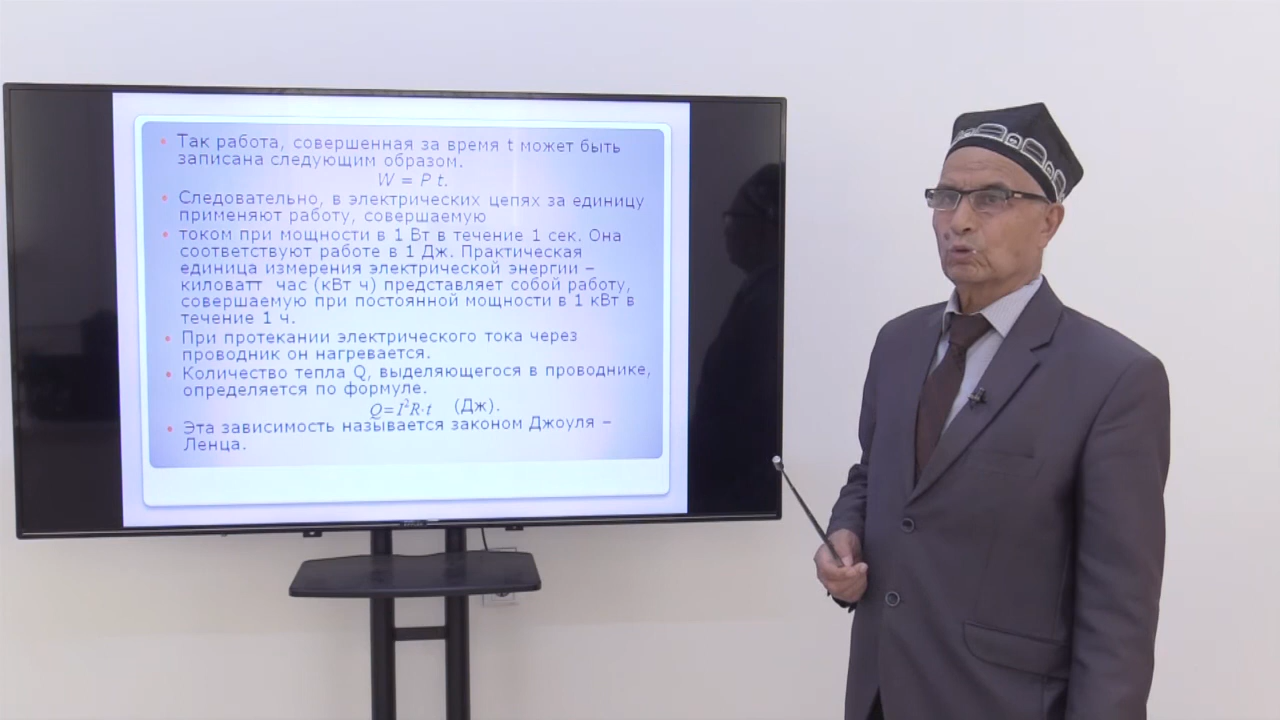 Так работа, совершенная за время t может быть
записана следующим образом.
W = P t.
Следовательно, в электрических цепях за единицу
применяют работу, совершаемую
током при мощности в 1 Вт в течение 1 сек. Она
соответствуют работе в 1 Дж. Практическая
единица измерения электрической энергии –
киловатт час (кВт ч) представляет собой работу,
совершаемую при постоянной мощности в 1 кВт в
течение 1 ч.
При протекании электрического тока через
проводник он нагревается.
Количество тепла Q, выделяющегося в проводнике,
определяется по формуле.
Q=I²R·t (Дж).
Эта зависимость называется законом Джоуля –
Ленца.